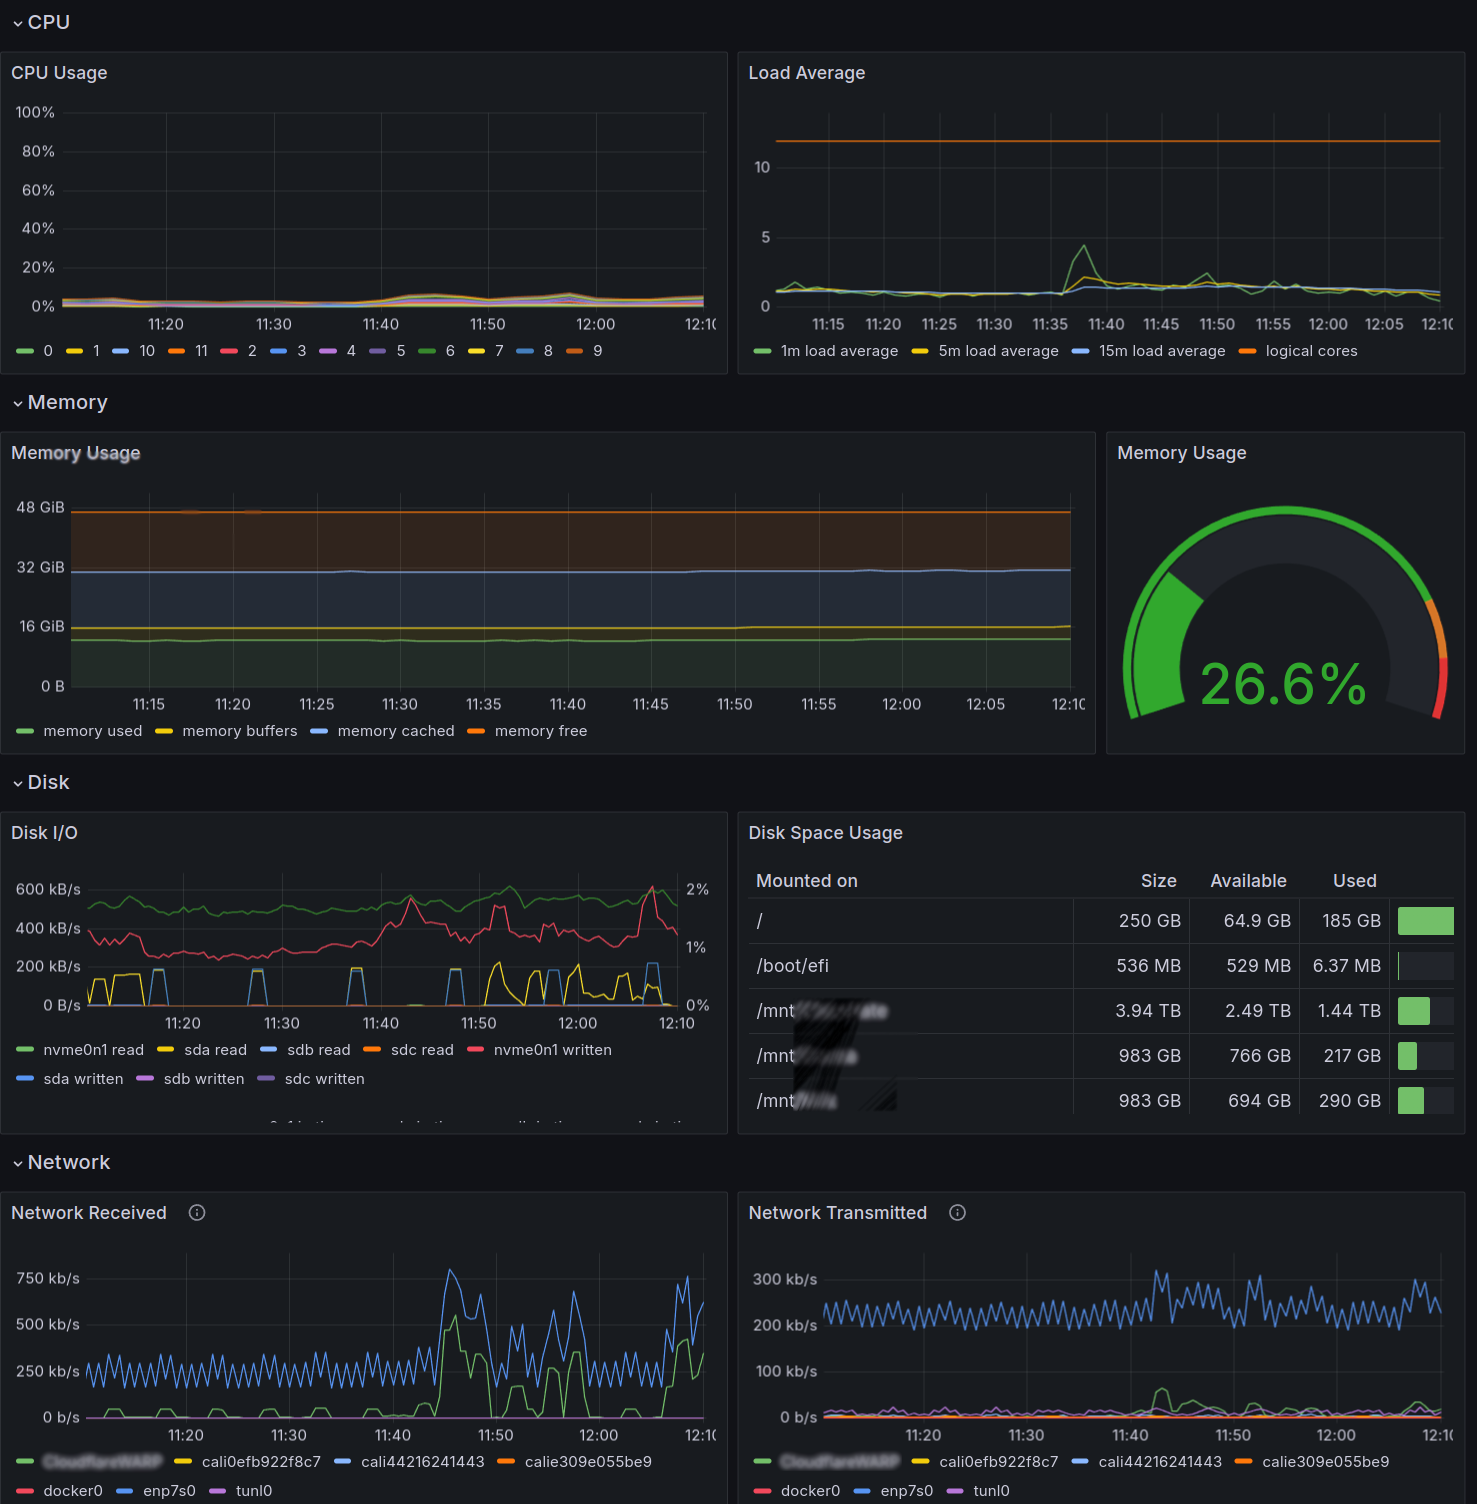 CPU
CPU Usage
100%
80%
60%
40%
20%
0%
11:20 11:30 11:40 11:50 12:00 12:10
0 1 10 11 2 3 4 5 6 7 8 9
Load Average
10
5
0
11:15 11:20 11:25 11:30 11:35 11:40 11:45 11:50 11:55 12:00 12:05 12:10
1m load average 5m load average 15m load average logical cores
Memory
Memory Usage
48 GiB
32 GiB
16 GiB
0 B
11:15 11:20 11:25 11:30 11:35 11:40 11:45 11:50 11:55 12:00 12:05 12:10
memory used memory buffers memory cached memory free
Memory Usage
26.6%
Disk
Disk I/O
600 kB/s 2%
400 kB/s
1%
200 kB/s
0 B/s 0%
11:20 11:30 11:40 11:50 12:00 12:10
nvme0n1 read sda read sdb read sdc read nvme0n1 written
sda written sdb written sdc written
Disk Space Usage
Mounted on Size Available Used
/ 250 GB 64.9 GB 185 GB
/boot/efi 536 MB 529 MB 6.37 MB
/mnt 3.94 TB 2.49 TB 1.44 TB
/mnt 983 GB 766 GB 217 GB
/mnt 983 GB 694 GB 290 GB
Network
Network Received
750 kb/s
500 kb/s
250 kb/s
0 b/s
11:20 11:30 11:40 11:50 12:00 12:10
CloudflareWARP cali0efb922f8c7 cali44216241443 calie309e055be9
docker0 enp7s0 tunl0
Network Transmitted
300 kb/s
200 kb/s
100 kb/s
0 b/s
11:20 11:30 11:40 11:50 12:00 12:10
CloudflareWARP cali0efb922f8c7 cali44216241443 calie309e055be9
docker0 enp7s0 tunl0